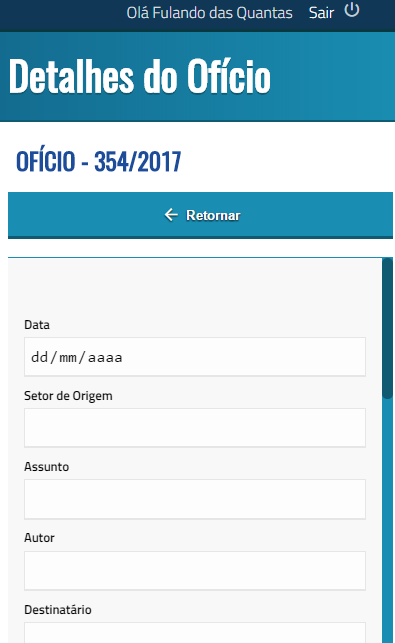 Olá Fulando das Quantas Sair
Detalhes do Ofício
OFÍCIO - 354/2017
Retornar
Data
dd/mm/aaaa
Setor de Origem
Assunto
Autor
Destinatário